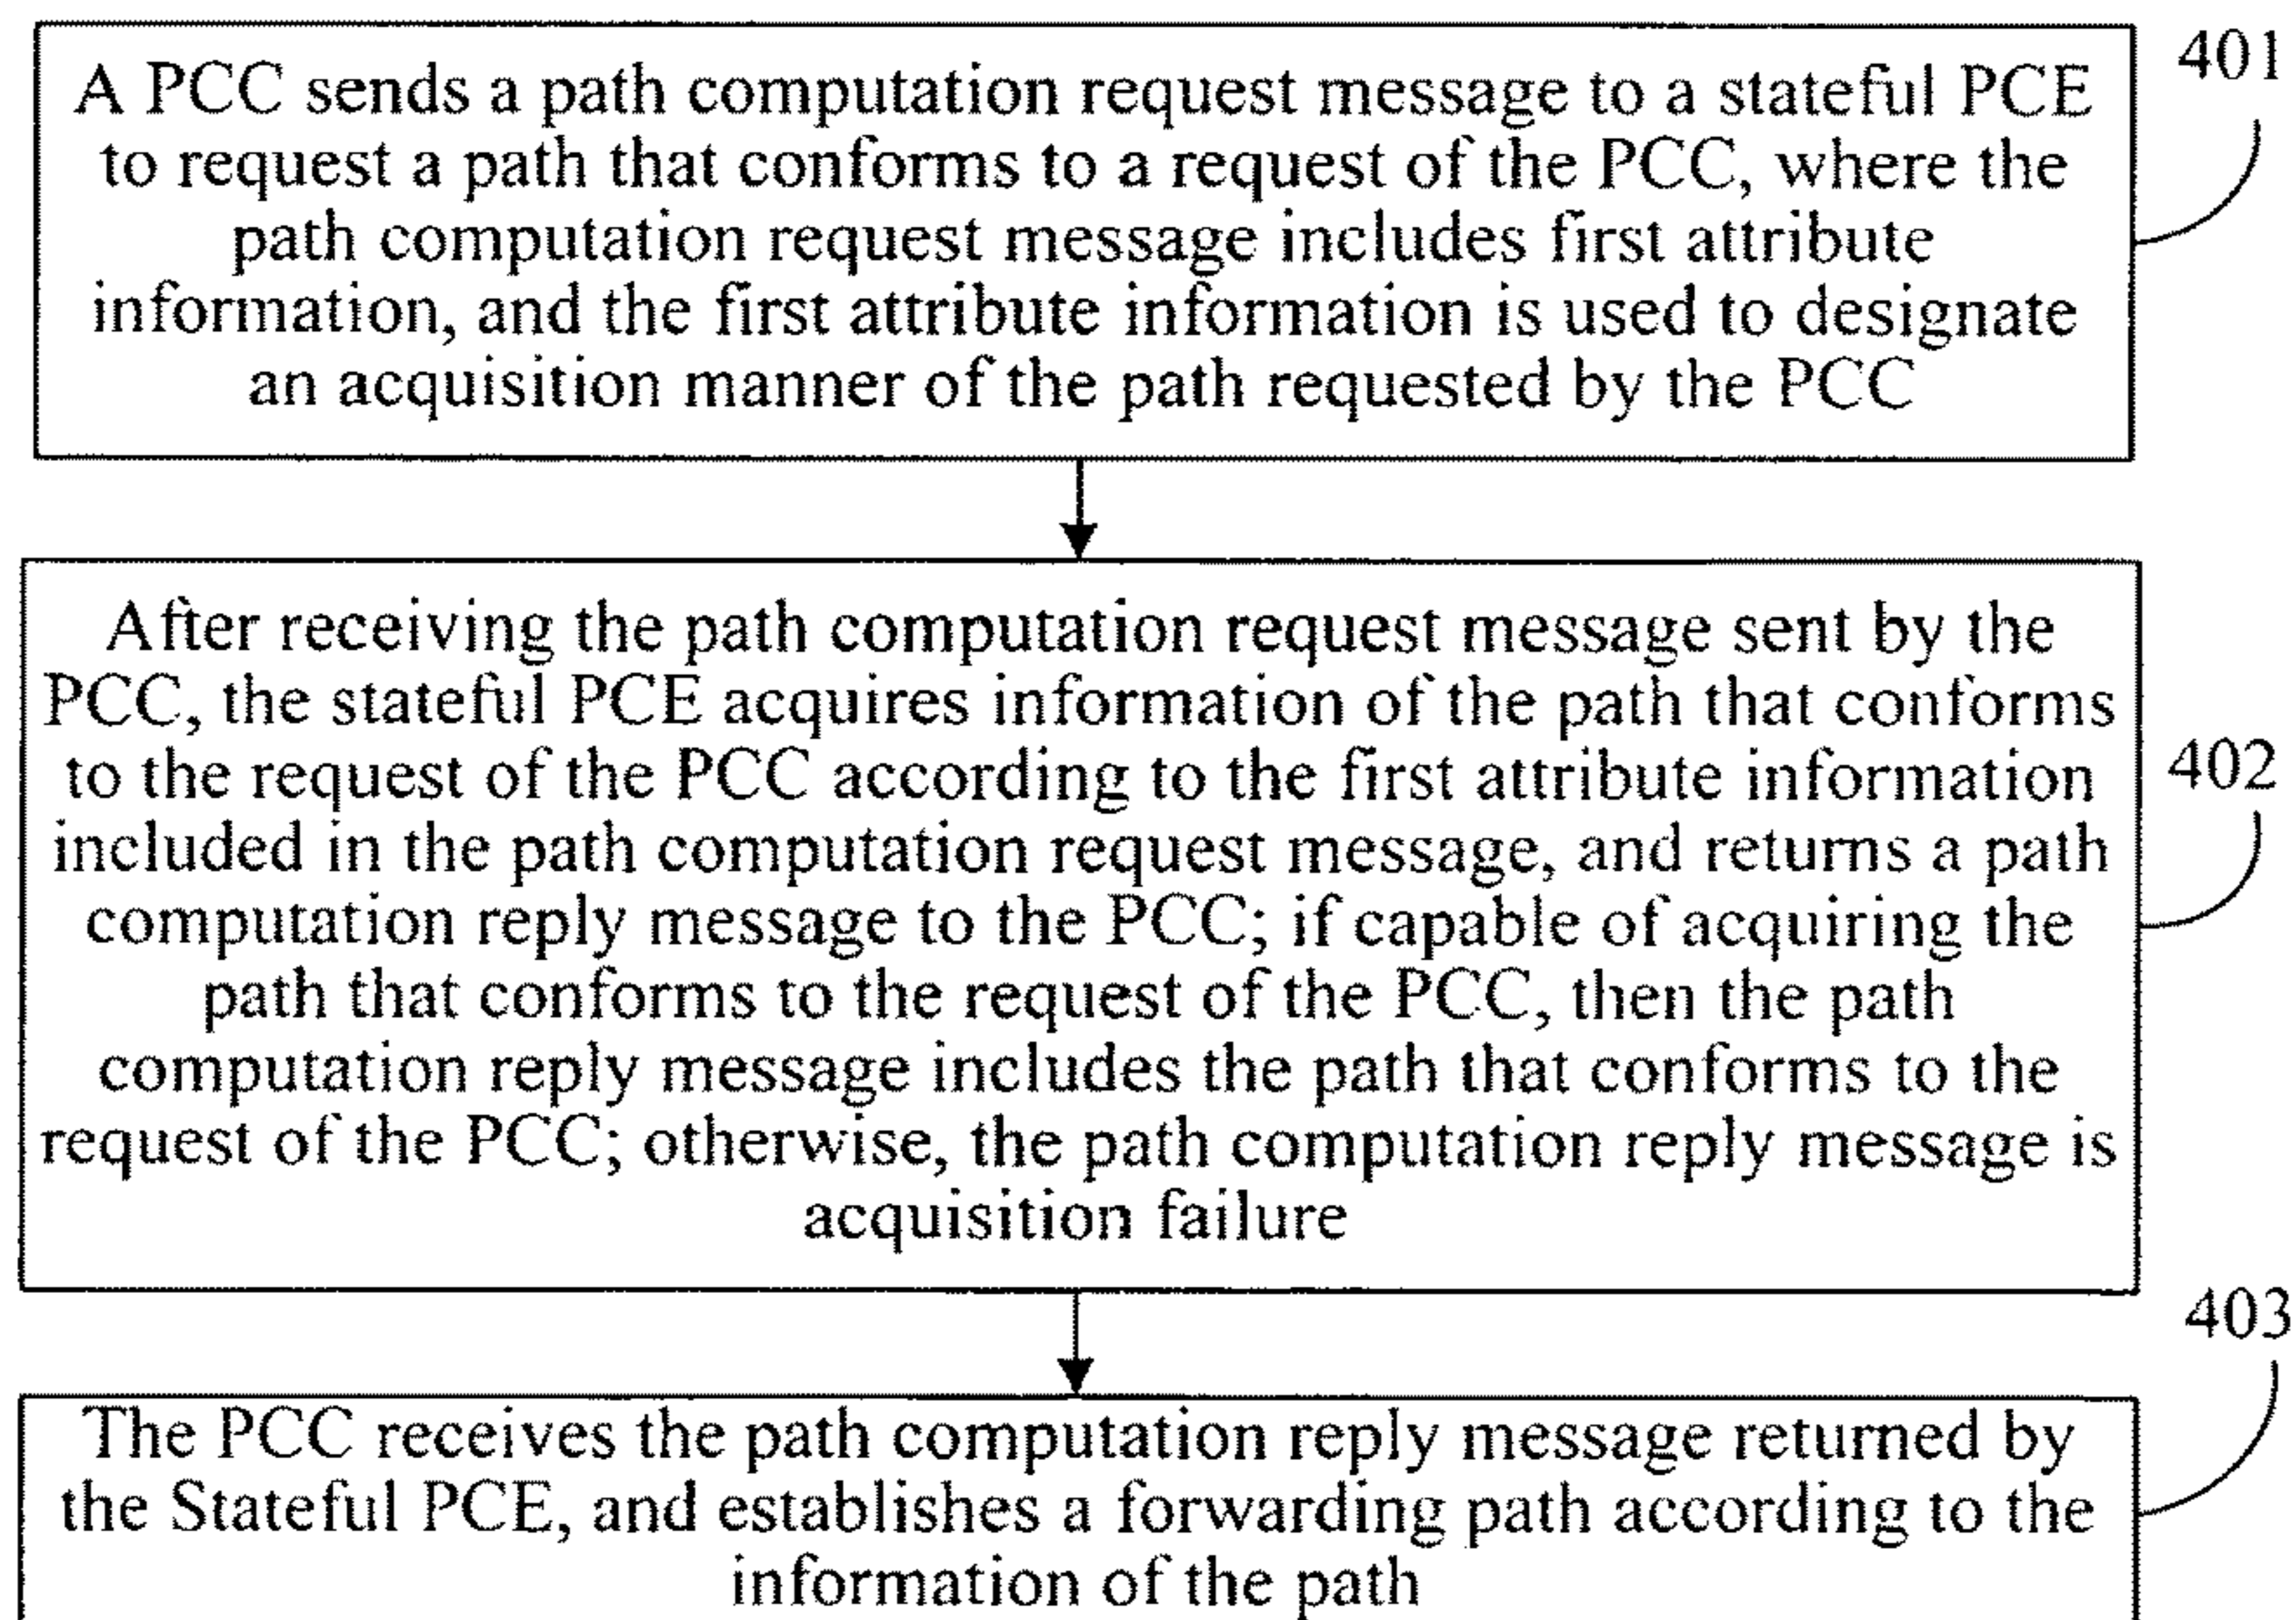 A PCC sends a path computation request message to a stateful PCE
to request a path that conforms to a request of the PCC, where the
path computation request message includes first attribute
information, and the first attribute information is used to designate
an acquisition manner of the path requested by the PCC
401
After receiving the path computation request message sent by the
PCC, the stateful PCE acquires information of the path that conforms
to the request of the PCC according to the first attribute information
included in the path computation request message, and returns a path
computation reply message to the PCC; if capable of acquiring the
path that conforms to the request of the PCC, then the path
computation reply message includes the path that conforms to the
request of the PCC; otherwise, the path computation reply message is
acquisition failure
402
The PCC receives the path computation reply message returned by
the Stateful PCE, and establishes a forwarding path according to the
information of the path
403